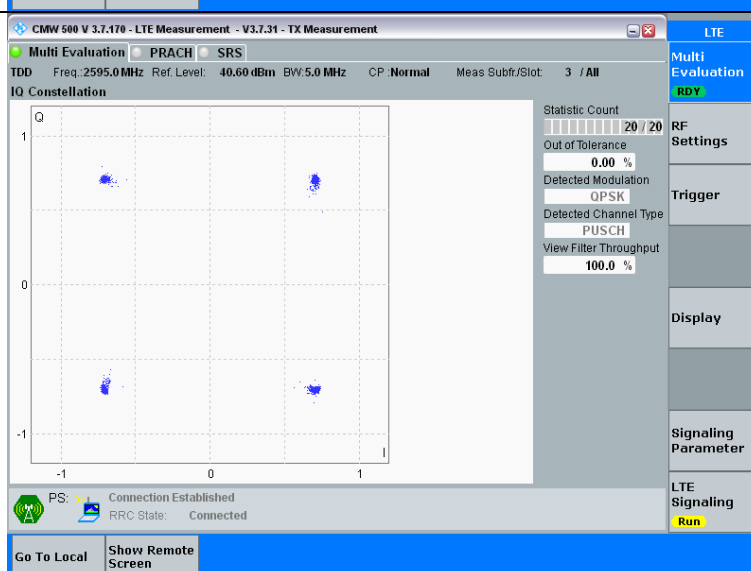 CMW 500 V 3.7.170 - LTE Measurement - V3.7.31 - TX Measurement
LTE
Multi Evaluation PRACH SRS
TDD Freq.:2595.0 MHz Ref. Level: 40.60 dBm BW:5.0 MHz CP :Normal Meas Subfr./Slot: 3 / All
IQ Constellation
Q
1
0
-1
-1 0 1
I
Statistic Count
20 / 20
Out of Tolerance
0.00 %
Detected Modulation
QPSK
Detected Channel Type
PUSCH
View Filter Throughput
100.0 %
Multi
Evaluation
RDY
RF
Settings
Trigger
Display
Signaling
Parameter
LTE
Signaling
Run
PS: Connection Established
RRC State: Connected
Go To Local
Show Remote
Screen